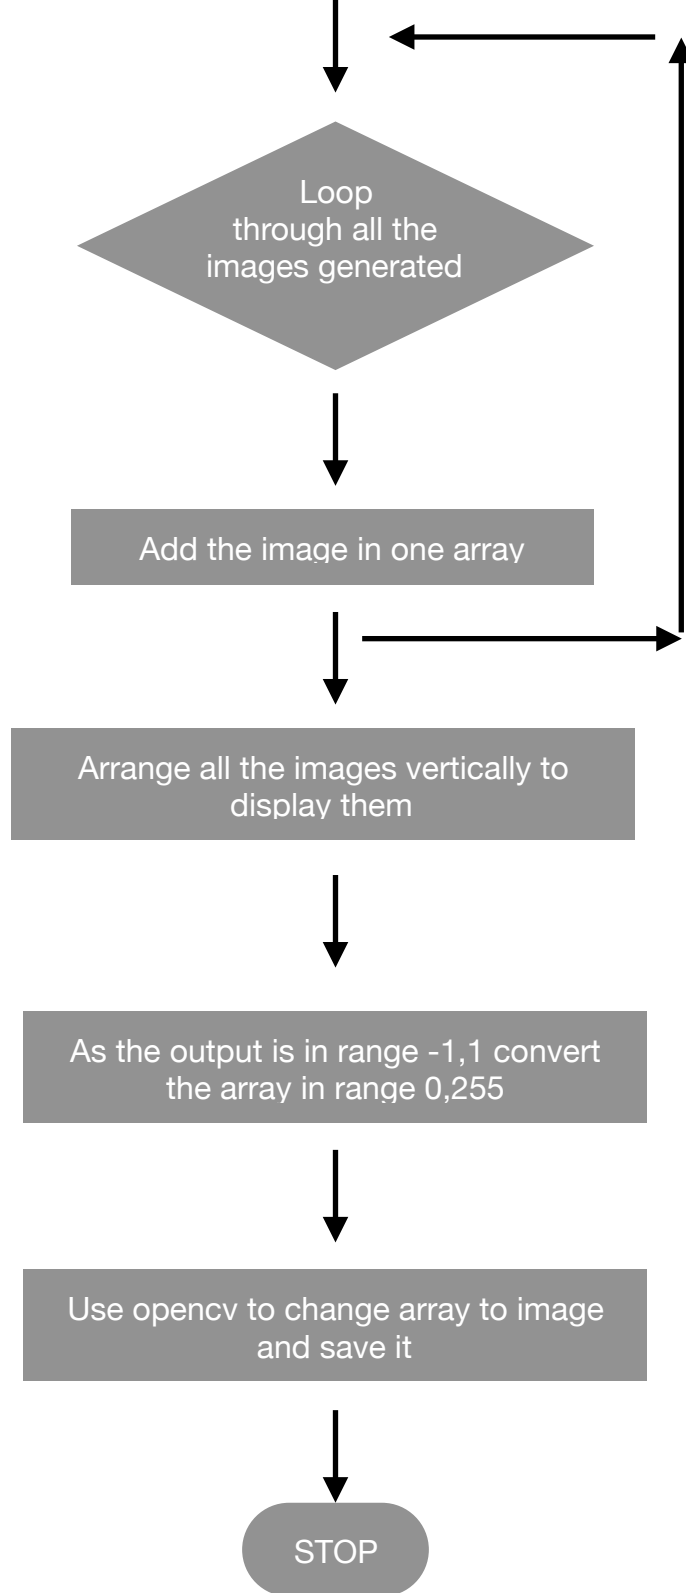 Loop
through all the
images generated
Add the image in one array
Arrange all the images vertically to
display them
As the output is in range -1,1 convert
the array in range 0,255
Use opencv to change array to image
and save it
STOP